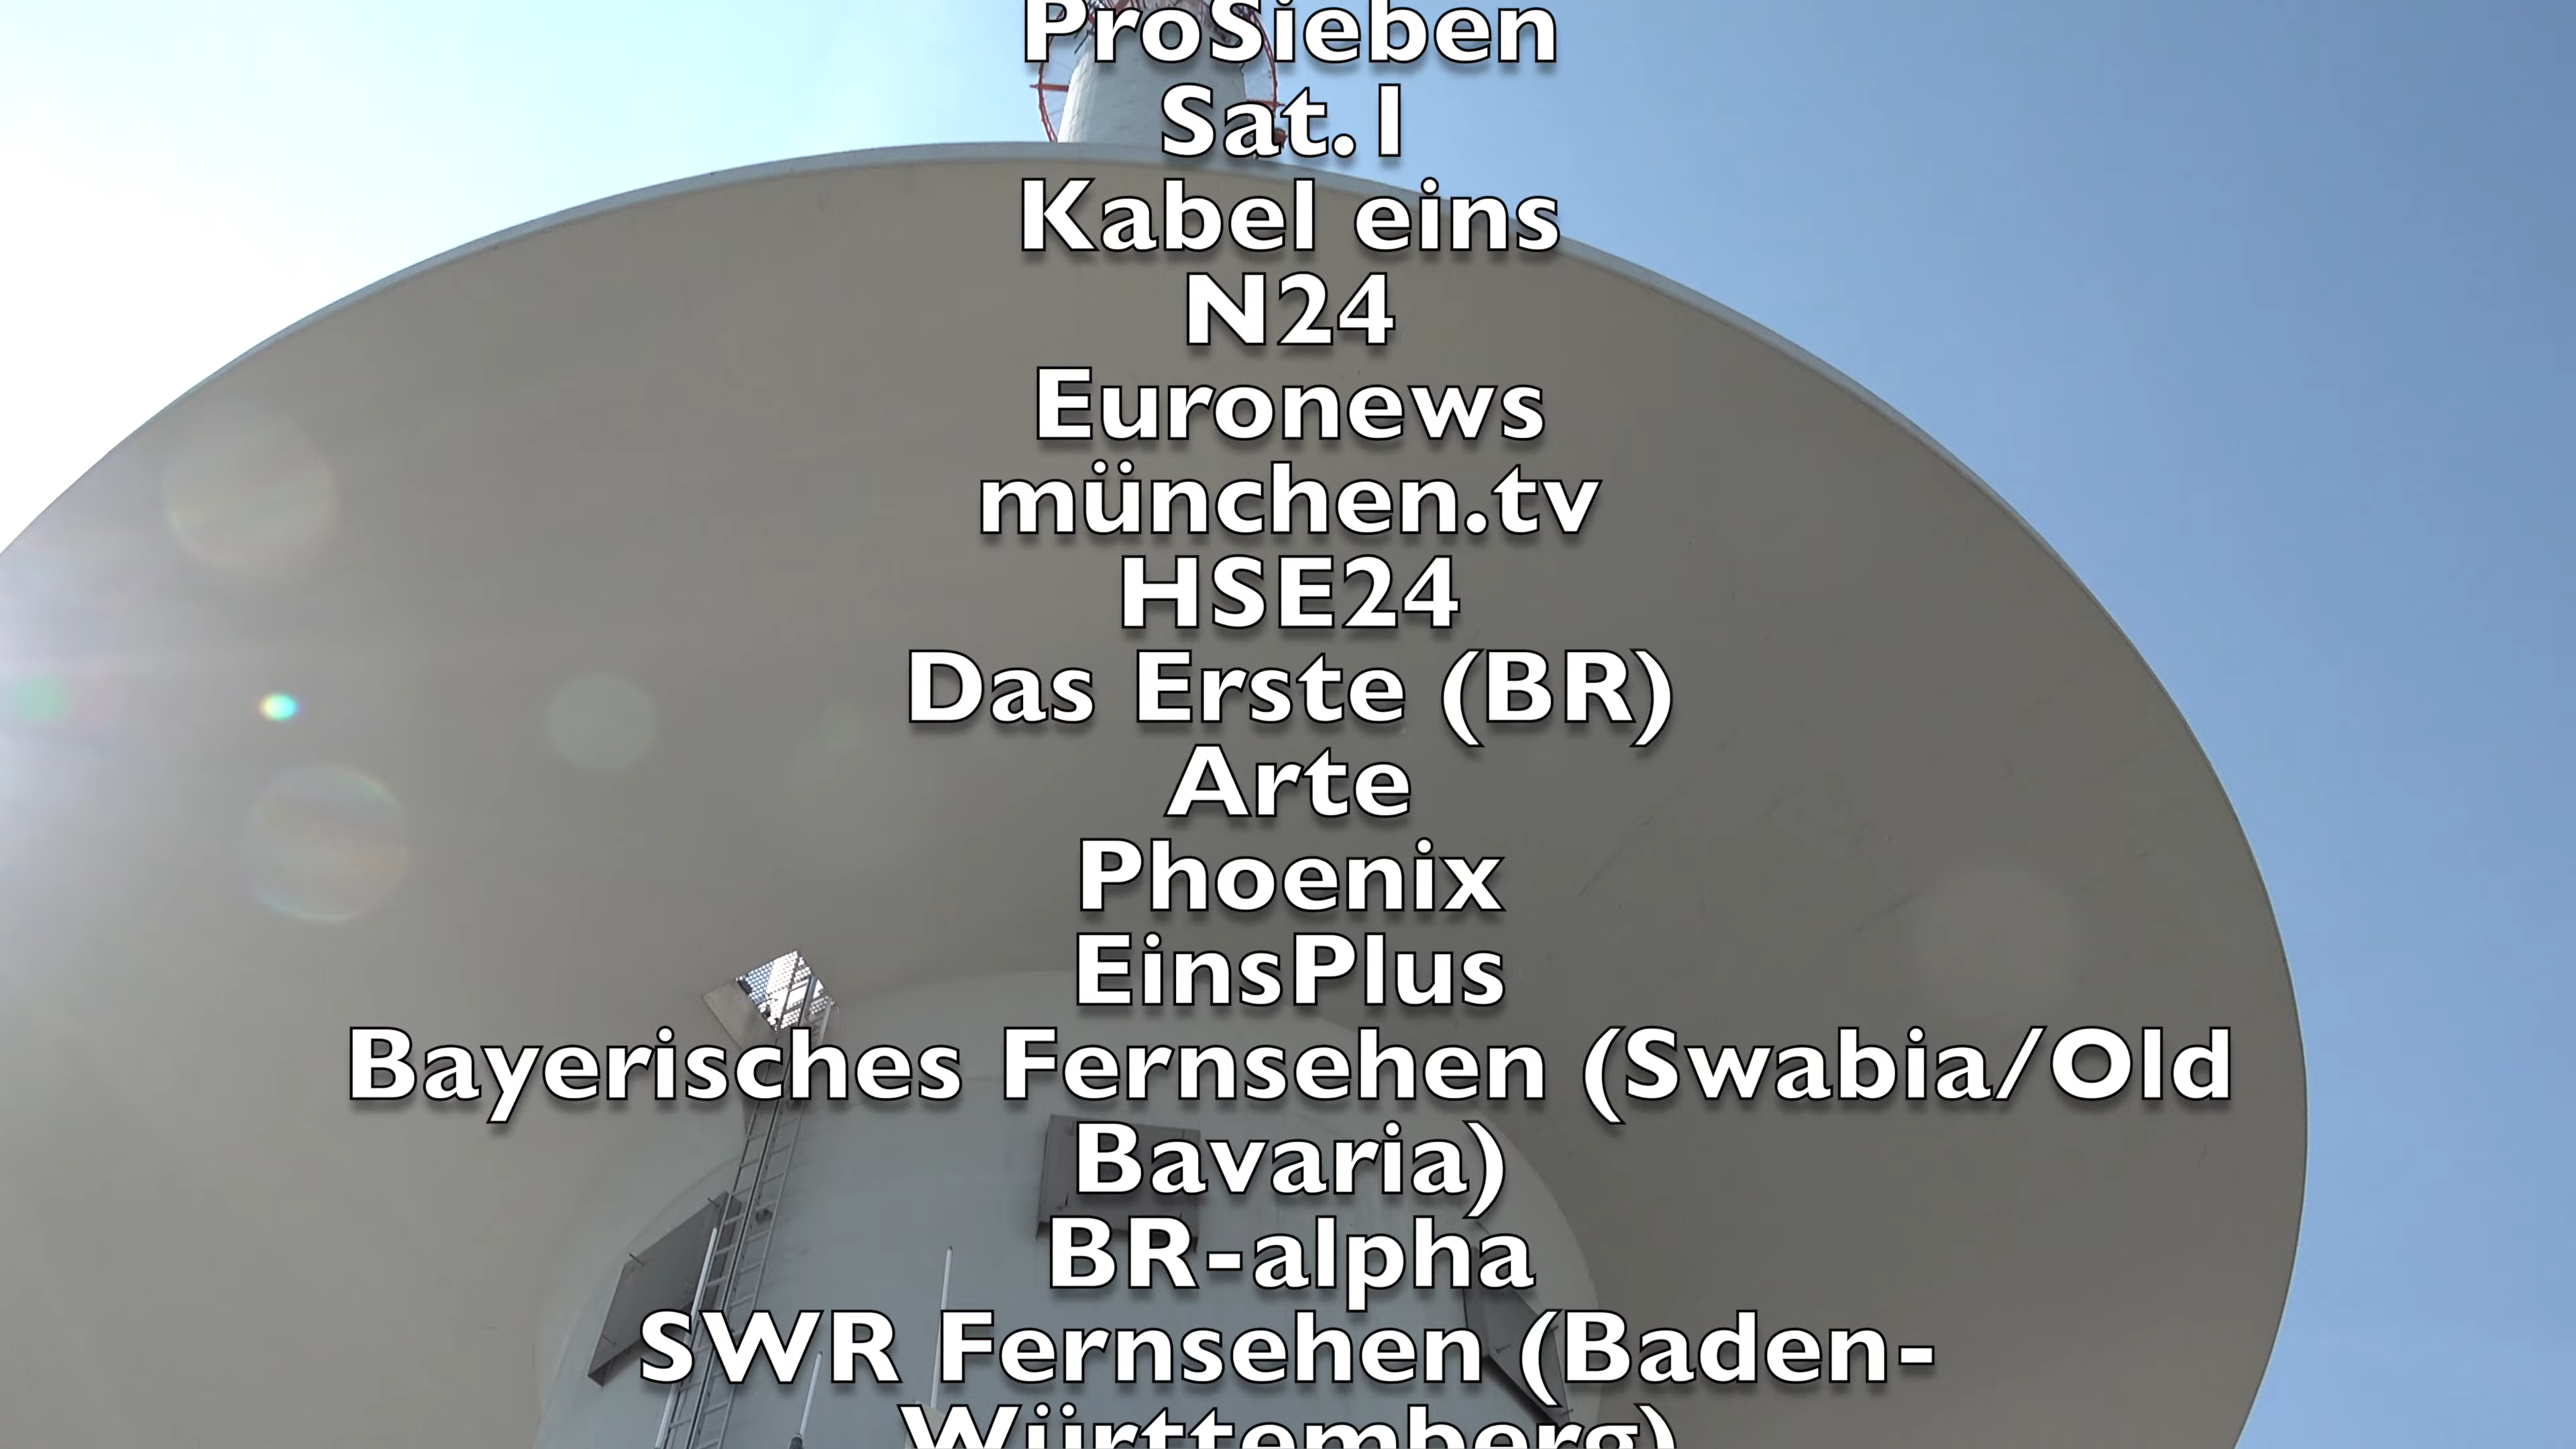 ProSieben
Sat.1
Kabel eins
N24
Euronews
münchen.tv
HSE24
Das Erste (BR)
Arte
Phoenix
EinsPlus
Bayerisches Fernsehen (Swabia/Old
Bavaria)
BR-alpha
SWR Fernsehen (Baden-
Württemberg)